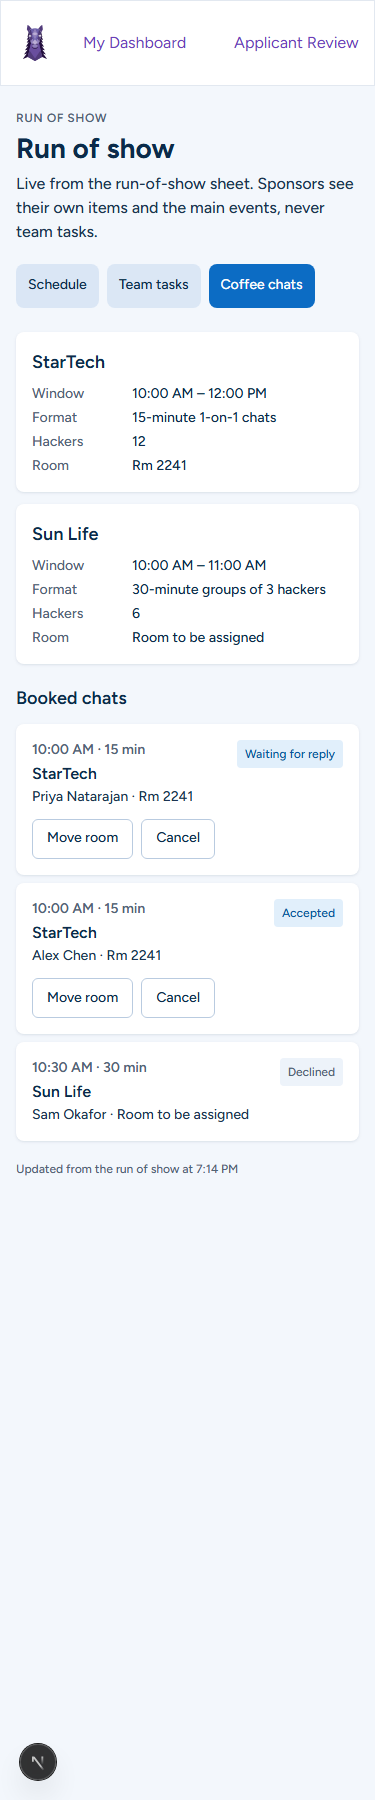 My Dashboard
Applicant Review
RUN OF SHOW
Run of show
Live from the run-of-show sheet. Sponsors see
their own items and the main events, never
team tasks.
Schedule
Team tasks
Coffee chats
StarTech
Window 10:00 AM – 12:00 PM
Format 15-minute 1-on-1 chats
Hackers 12
Room Rm 2241
Sun Life
Window 10:00 AM – 11:00 AM
Format 30-minute groups of 3 hackers
Hackers 6
Room Room to be assigned
Booked chats
10:00 AM · 15 min
Waiting for reply
StarTech
Priya Natarajan · Rm 2241
Move room
Cancel
10:00 AM · 15 min
Accepted
StarTech
Alex Chen · Rm 2241
Move room
Cancel
10:30 AM · 30 min
Declined
Sun Life
Sam Okafor · Room to be assigned
Updated from the run of show at 7:14 PM
N